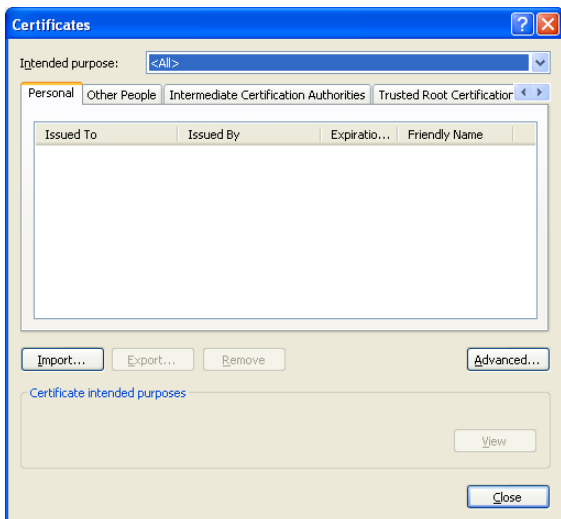 Certificates
Intended purpose: <All>
Personal Other People Intermediate Certification Authorities Trusted Root Certification
Issued To Issued By Expiratio... Friendly Name
Import... Export... Remove Advanced...
Certificate intended purposes
View
Close